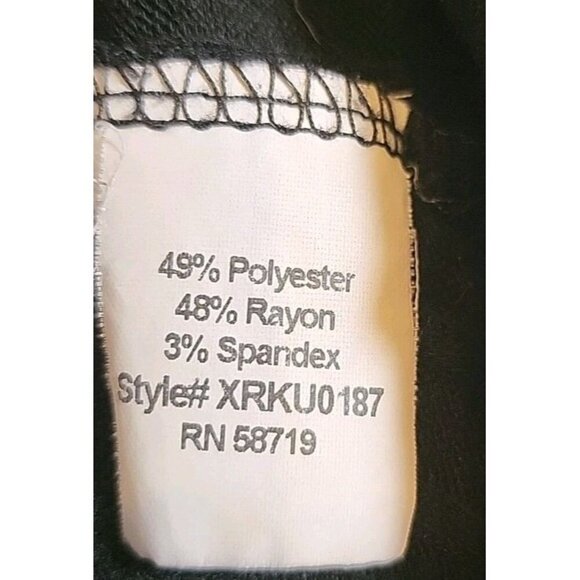 49% Polyester
48% Rayon
3% Spandex
Style# XRKU0187
RN 58719